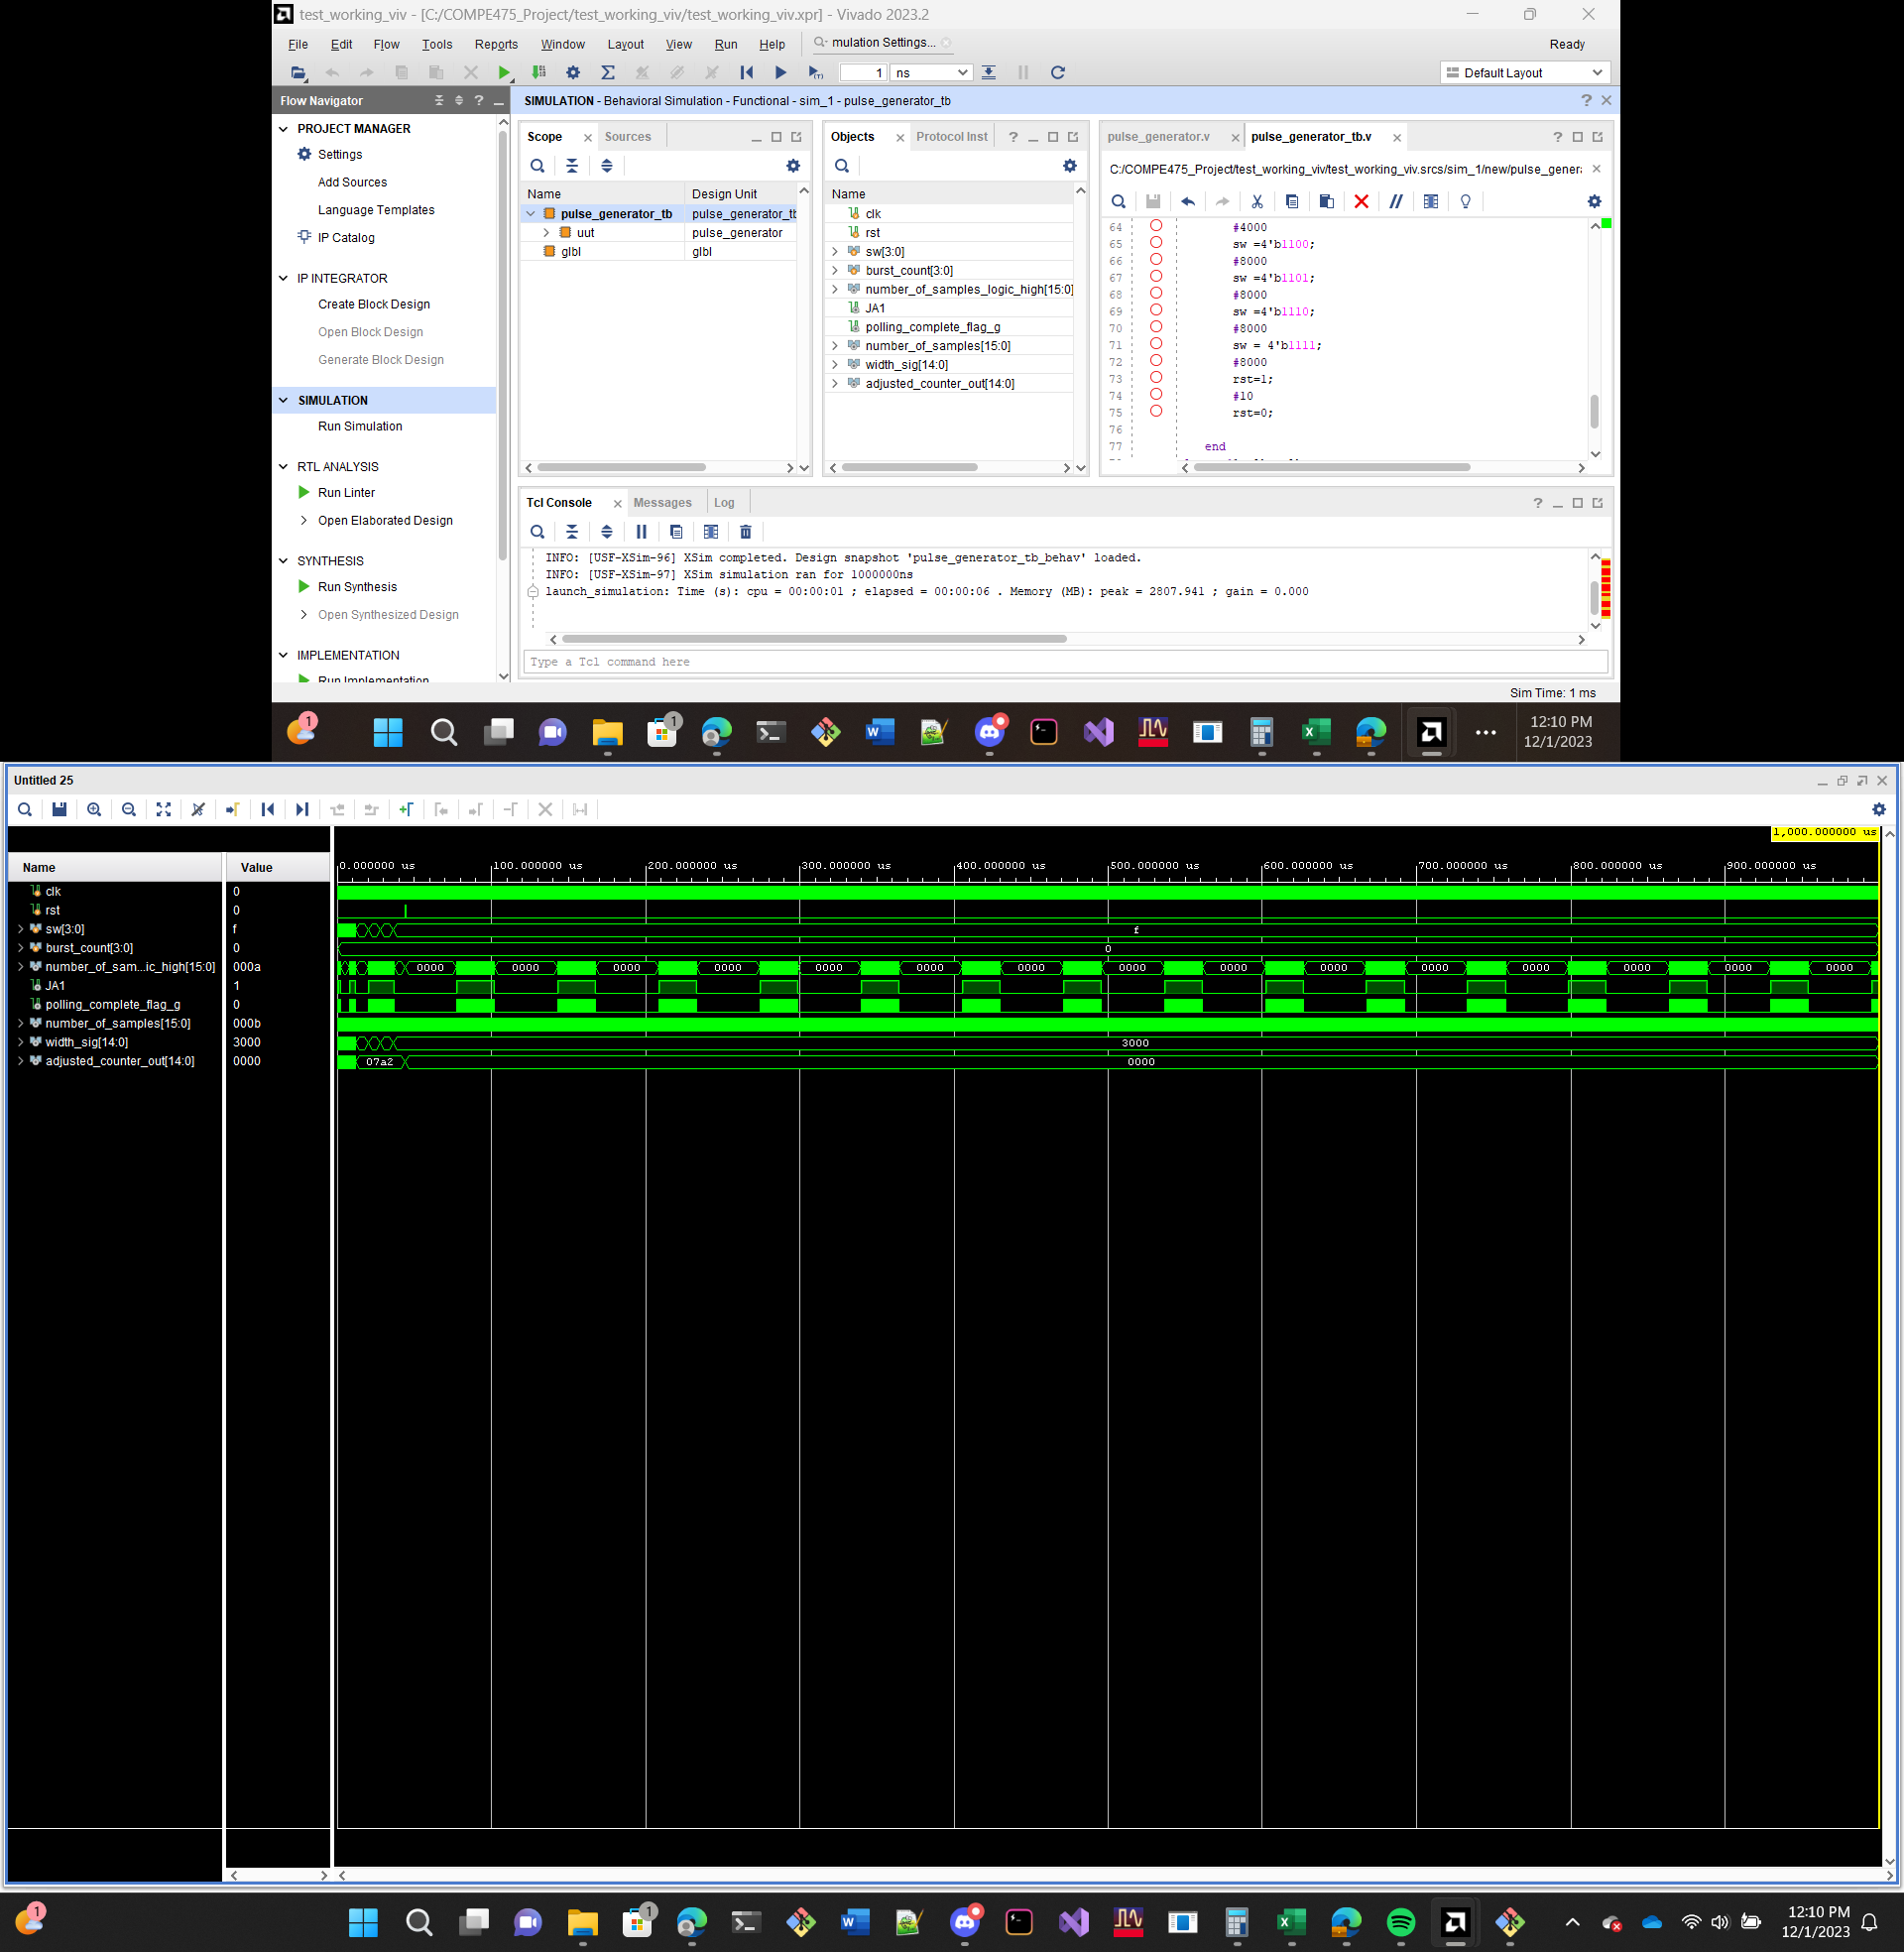 test_working_viv - [C:/COMPE475_Project/test_working_viv/test_working_viv.xpr] - Vivado 2023.2
File Edit Flow Tools Reports Window Layout View Run Help mulation Settings... Ready
1 ns Default Layout
Flow Navigator
SIMULATION - Behavioral Simulation - Functional - sim_1 - pulse_generator_tb
PROJECT MANAGER
Settings
Add Sources
Language Templates
IP Catalog
IP INTEGRATOR
Create Block Design
Open Block Design
Generate Block Design
SIMULATION
Run Simulation
RTL ANALYSIS
Run Linter
Open Elaborated Design
SYNTHESIS
Run Synthesis
Open Synthesized Design
IMPLEMENTATION
Run Implementation
Scope Sources
Name Design Unit
pulse_generator_tb pulse_generator_tb
uut pulse_generator
glbl glbl
Objects Protocol Inst
Name
clk
rst
sw[3:0]
burst_count[3:0]
number_of_samples_logic_high[15:0]
JA1
polling_complete_flag_g
number_of_samples[15:0]
width_sig[14:0]
adjusted_counter_out[14:0]
pulse_generator.v pulse_generator_tb.v
C:/COMPE475_Project/test_working_viv/test_working_viv.srcs/sim_1/new/pulse_genera
64 #4000
65 sw =4'b1100;
66 #8000
67 sw =4'b1101;
68 #8000
69 sw =4'b1110;
70 #8000
71 sw = 4'b1111;
72 #8000
73 rst=1;
74 #10
75 rst=0;
76
77 end
Tcl Console Messages Log
INFO: [USF-XSim-96] XSim completed. Design snapshot 'pulse_generator_tb_behav' loaded.
INFO: [USF-XSim-97] XSim simulation ran for 1000000ns
launch_simulation: Time (s): cpu = 00:00:01 ; elapsed = 00:00:06 . Memory (MB): peak = 2807.941 ; gain = 0.000
Type a Tcl command here
Sim Time: 1 ms
1 1 12:10 PM
12/1/2023
Untitled 25
1,000.000000 us
Name Value 0.000000 us 100.000000 us 200.000000 us 300.000000 us 400.000000 us 500.000000 us 600.000000 us 700.000000 us 800.000000 us 900.000000 us
clk 0
rst 0
sw[3:0] f f
burst_count[3:0] 0 0
number_of_sam...ic_high[15:0] 000a 0000 0000 0000 0000 0000 0000 0000 0000 0000 0000 0000 0000 0000 0000 0000
JA1 1
polling_complete_flag_g 0
number_of_samples[15:0] 000b
width_sig[14:0] 3000 3000
adjusted_counter_out[14:0] 0000 07a2 0000
1 1 12:10 PM
12/1/2023